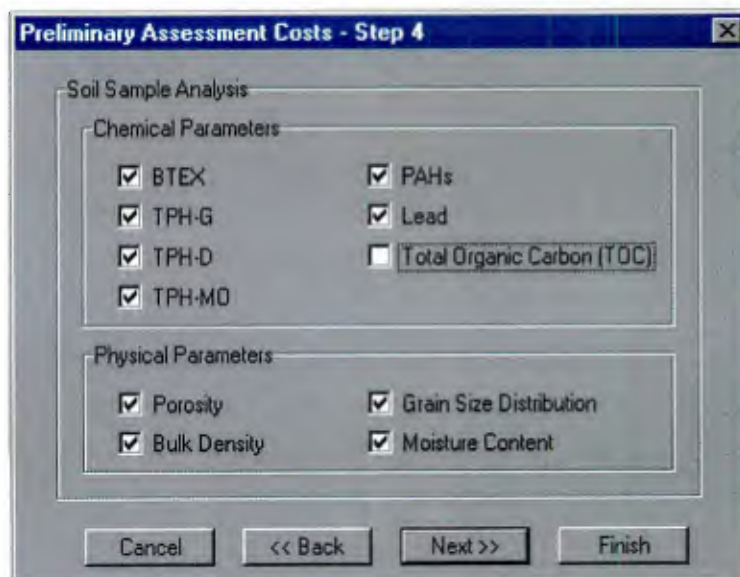 Preliminary Assessment Costs - Step 4
Soil Sample Analysis
Chemical Parameters
BTEX
PAHs
TPH-G
Lead
TPH-D
Total Organic Carbon (TOC)
TPH-MO
Physical Parameters
Porosity
Grain Size Distribution
Bulk Density
Moisture Content
Cancel
<< Back
Next >>
Finish